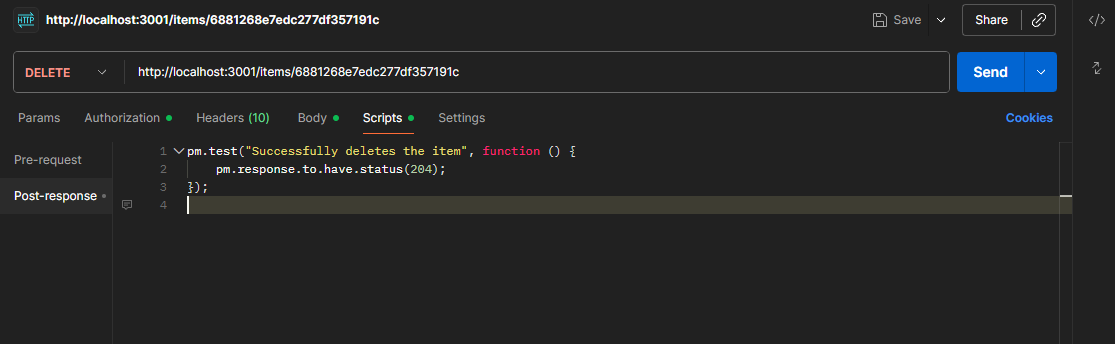 HTTP http://localhost:3001/items/6881268e7edc277df357191c Save Share
DELETE http://localhost:3001/items/6881268e7edc277df357191c Send
Params Authorization Headers (10) Body Scripts Settings Cookies
Pre-request
Post-response
1 pm.test("Successfully deletes the item", function () {
2 pm.response.to.have.status(204);
3 });
4